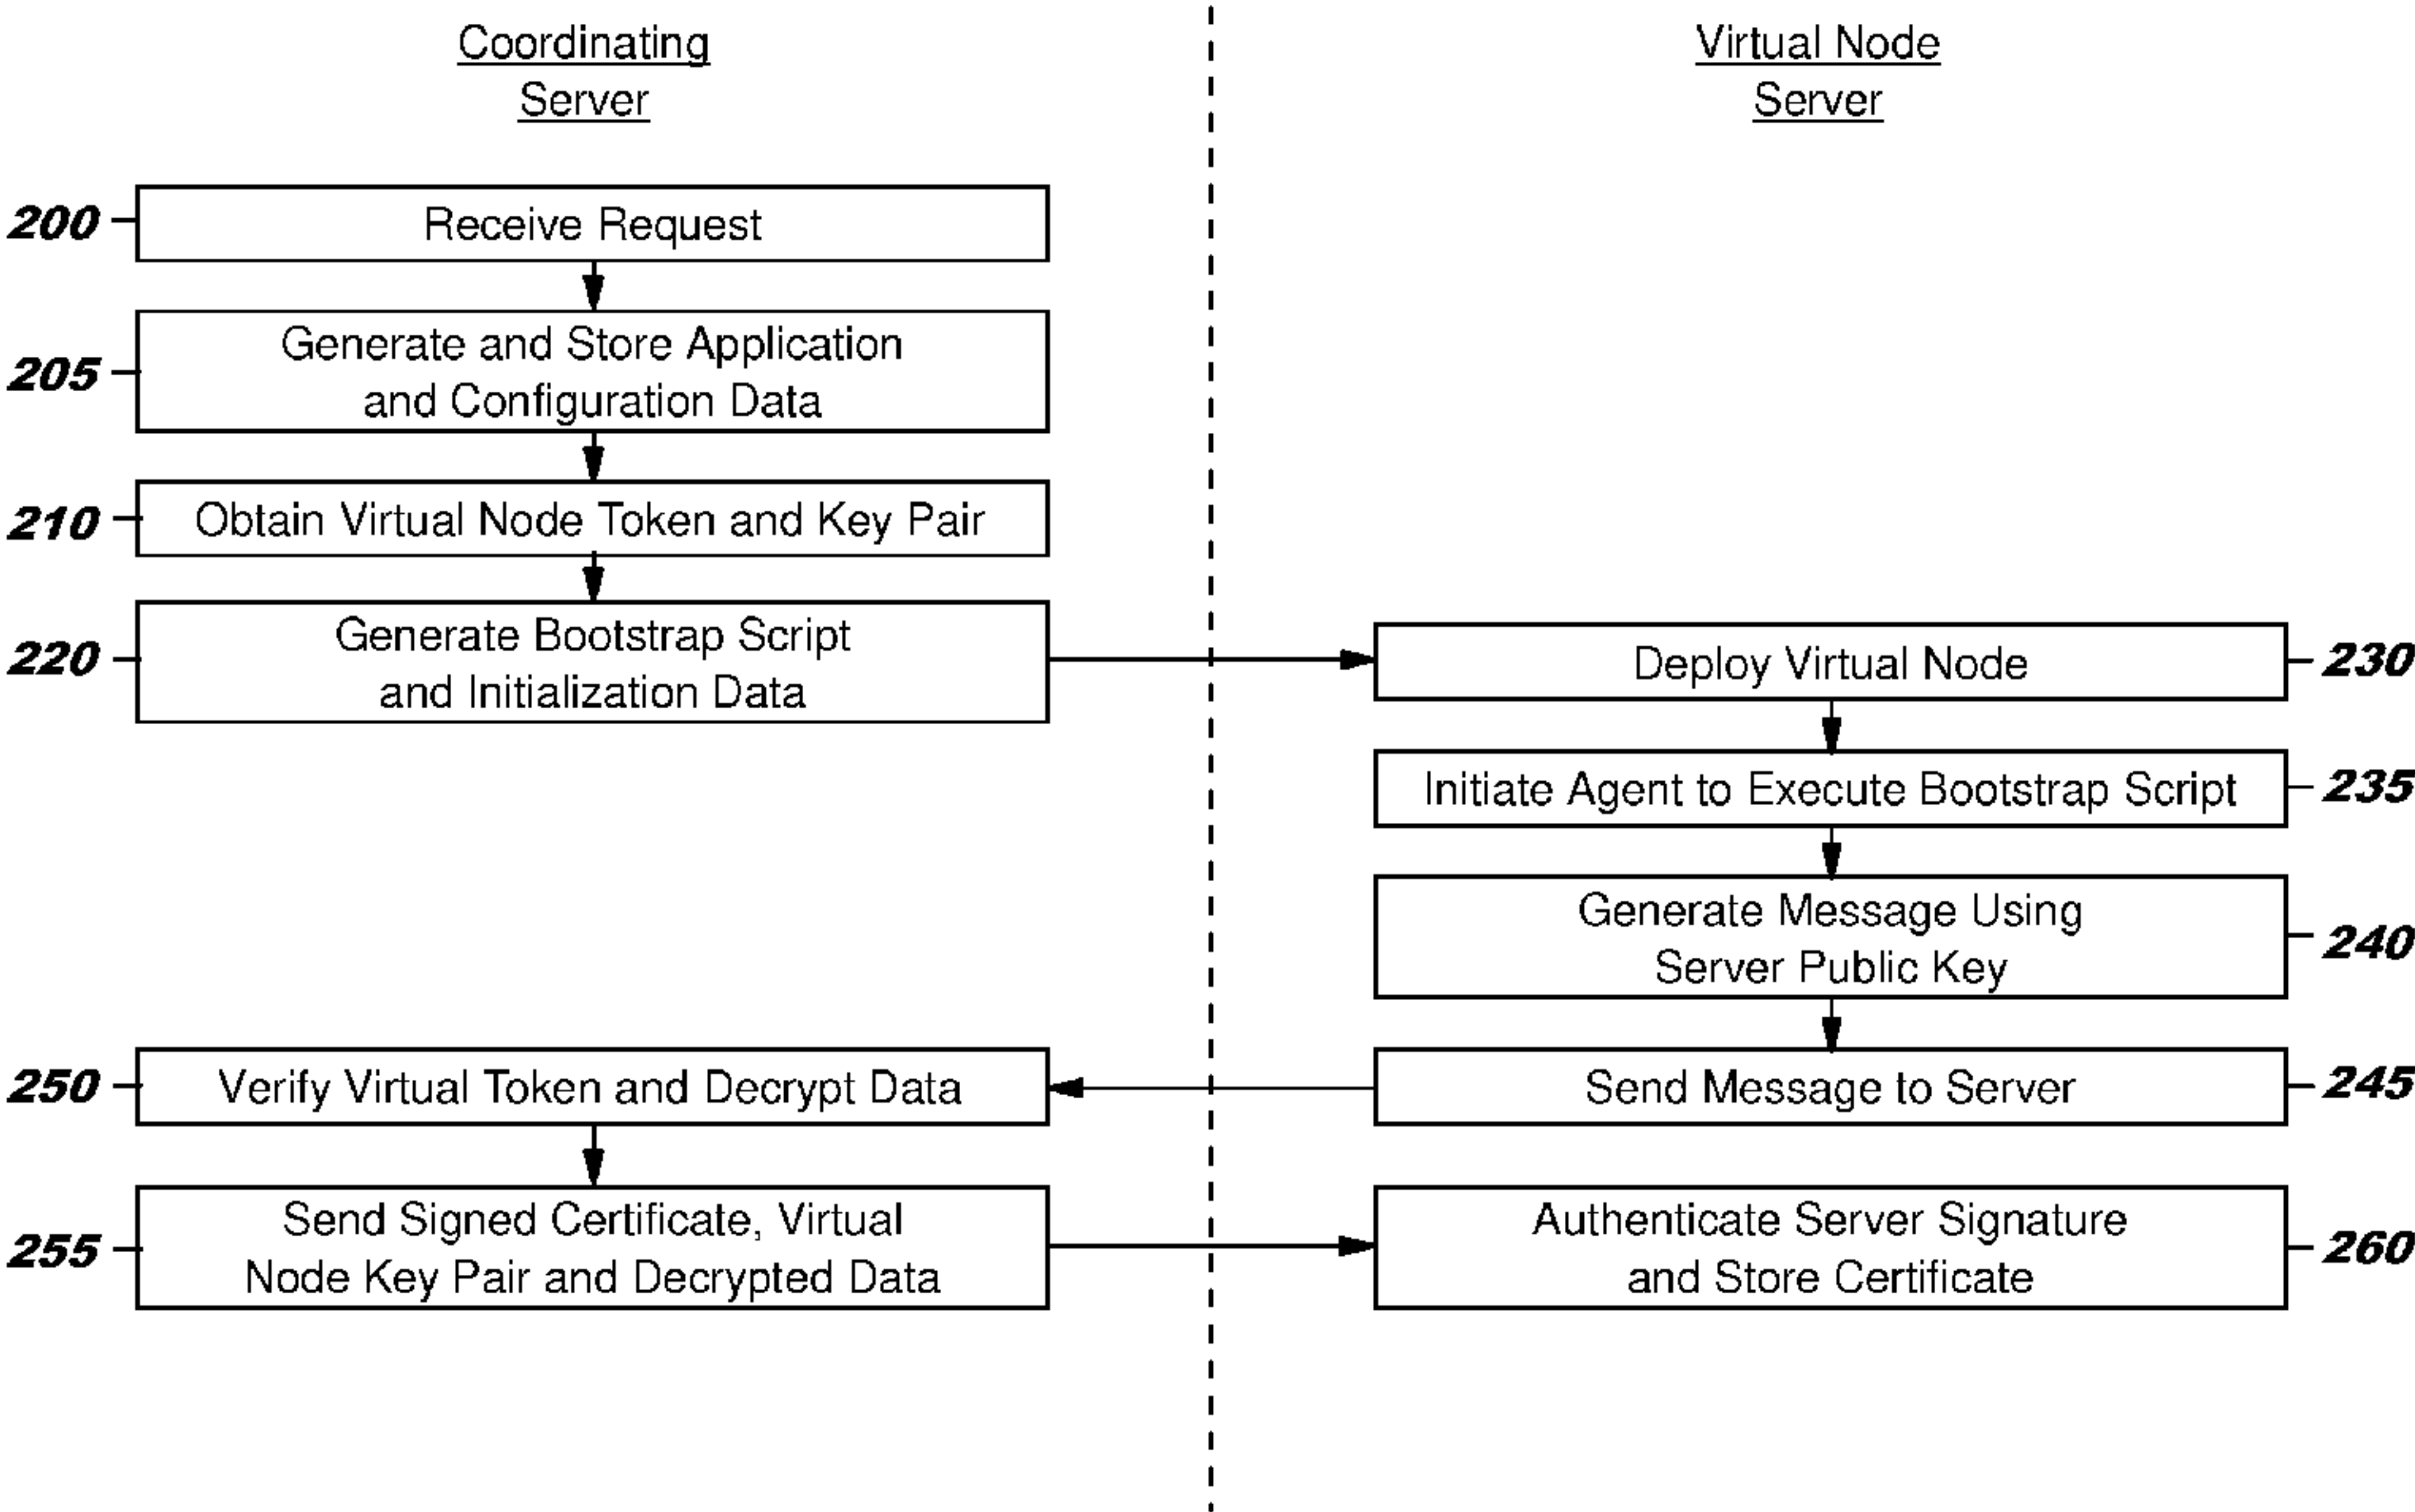 Coordinating
Server
Virtual Node
Server
200
Receive Request
205
Generate and Store Application
and Configuration Data
210
Obtain Virtual Node Token and Key Pair
220
Generate Bootstrap Script
and Initialization Data
Deploy Virtual Node
230
Initiate Agent to Execute Bootstrap Script
235
Generate Message Using
Server Public Key
240
Send Message to Server
245
250
Verify Virtual Token and Decrypt Data
255
Send Signed Certificate, Virtual
Node Key Pair and Decrypted Data
Authenticate Server Signature
and Store Certificate
260